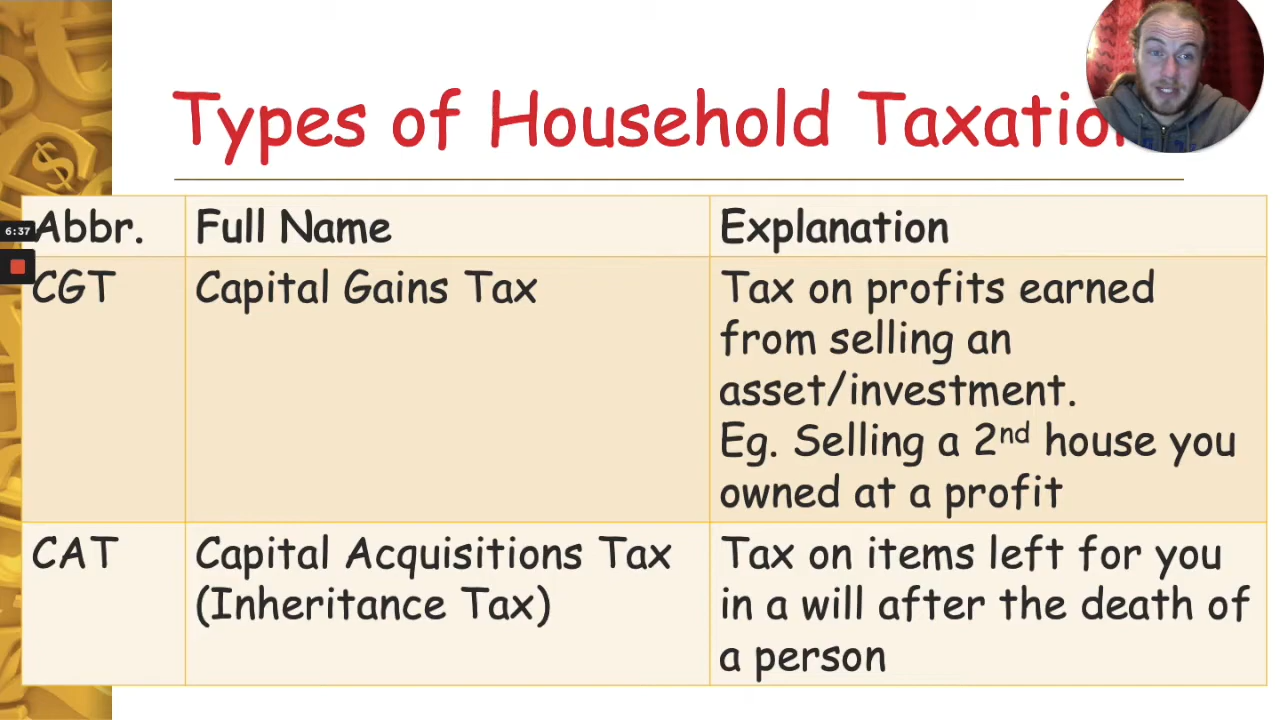 Types of Household Taxation
6:37
Abbr. Full Name Explanation
CGT Capital Gains Tax Tax on profits earned
from selling an
asset/investment.
Eg. Selling a 2nd house you
owned at a profit
CAT Capital Acquisitions Tax Tax on items left for you
(Inheritance Tax) in a will after the death of
a person